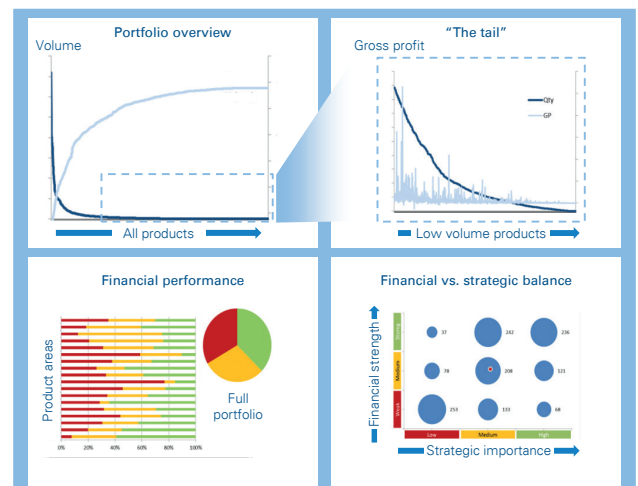 Portfolio overview
Volume
All products
“The tail”
Gross profit
Qty
GP
Low volume products
Financial performance
Product areas
0%
20%
40%
60%
80%
100%
Full
portfolio
Financial vs. strategic balance
Financial strength
Strong
Medium
Weak
37
242
236
78
208
121
253
133
68
Low
Medium
High
Strategic importance